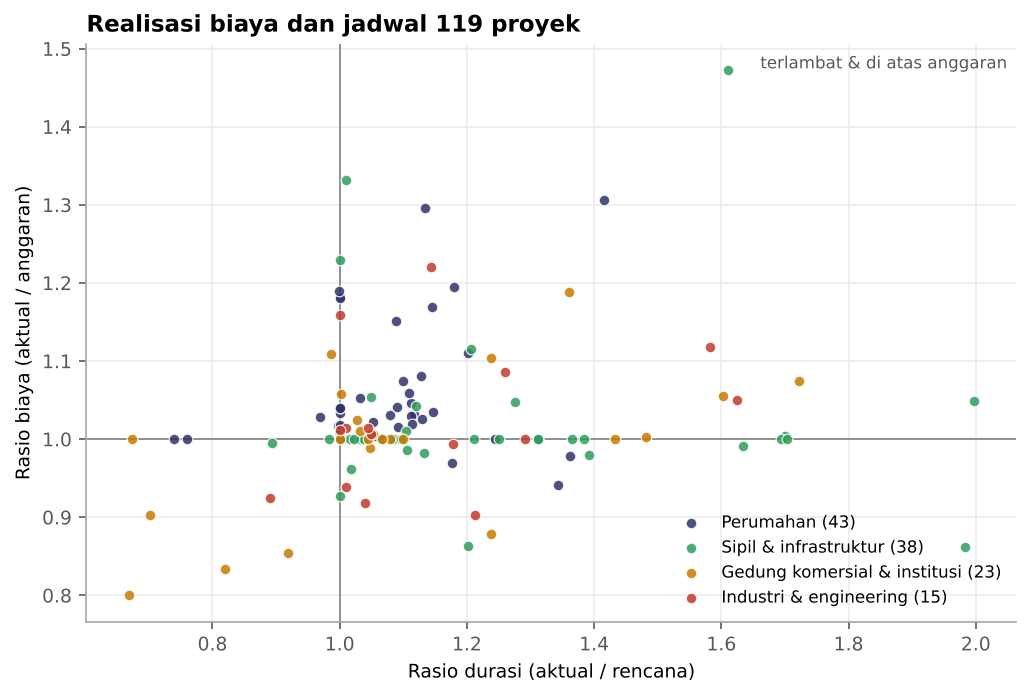 Realisasi biaya dan jadwal 119 proyek
terlambat & di atas anggaran
Rasio biaya (aktual / anggaran)
1.5
1.4
1.3
1.2
1.1
1.0
0.9
0.8
Perumahan (43)
Sipil & infrastruktur (38)
Gedung komersial & institusi (23)
Industri & engineering (15)
0.8 1.0 1.2 1.4 1.6 1.8 2.0
Rasio durasi (aktual / rencana)